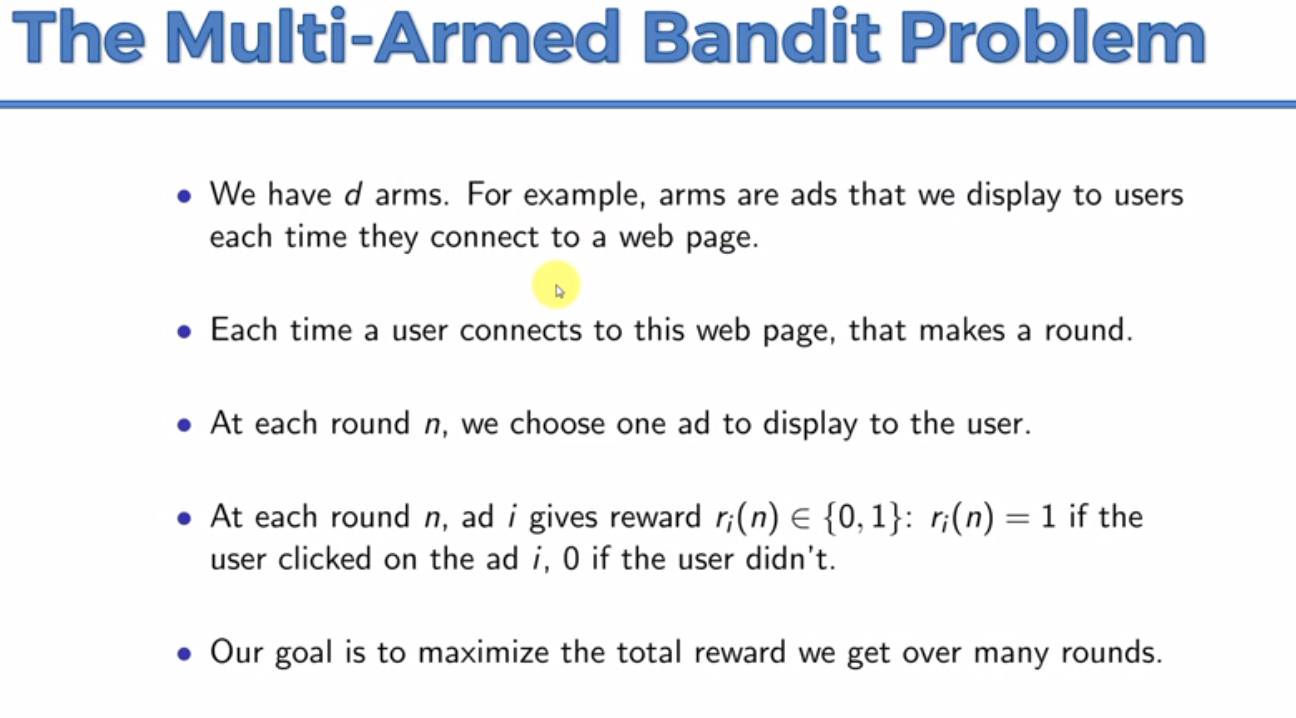 The Multi-Armed Bandit Problem
• We have d arms. For example, arms are ads that we display to users
each time they connect to a web page.
• Each time a user connects to this web page, that makes a round.
• At each round n, we choose one ad to display to the user.
• At each round n, ad i gives reward rᵢ(n) ∈ {0, 1}: rᵢ(n) = 1 if the
user clicked on the ad i, 0 if the user didn't.
• Our goal is to maximize the total reward we get over many rounds.